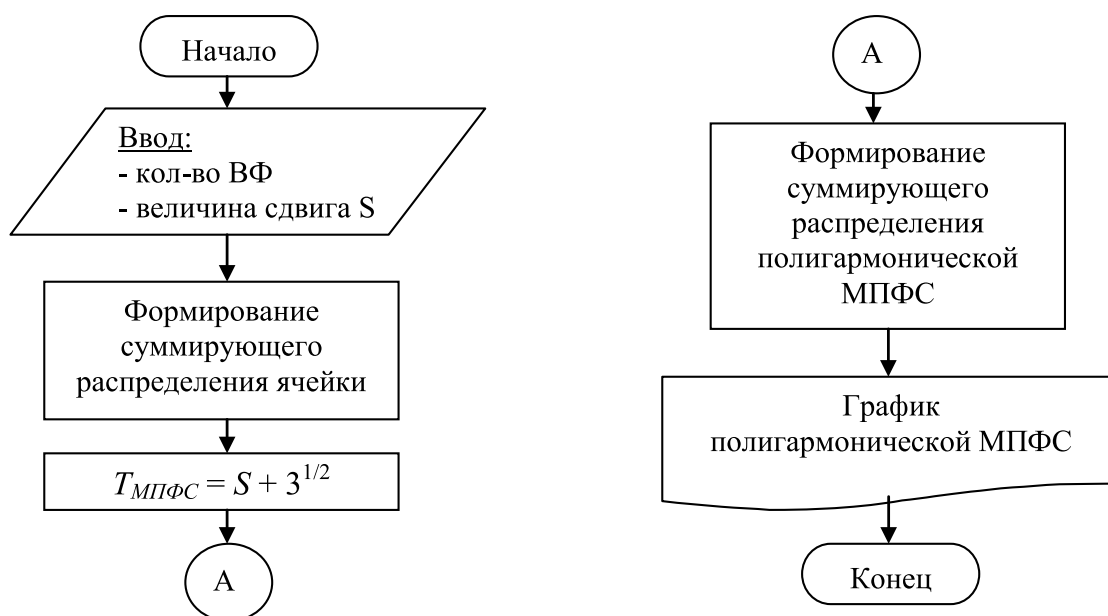 Начало
Ввод:
- кол-во ВФ
- величина сдвига S
Формирование
суммирующего
распределения ячейки
T_МПФС = S + 3^1/2
А
А
Формирование
суммирующего
распределения
полигармонической
МПФС
График
полигармонической МПФС
Конец